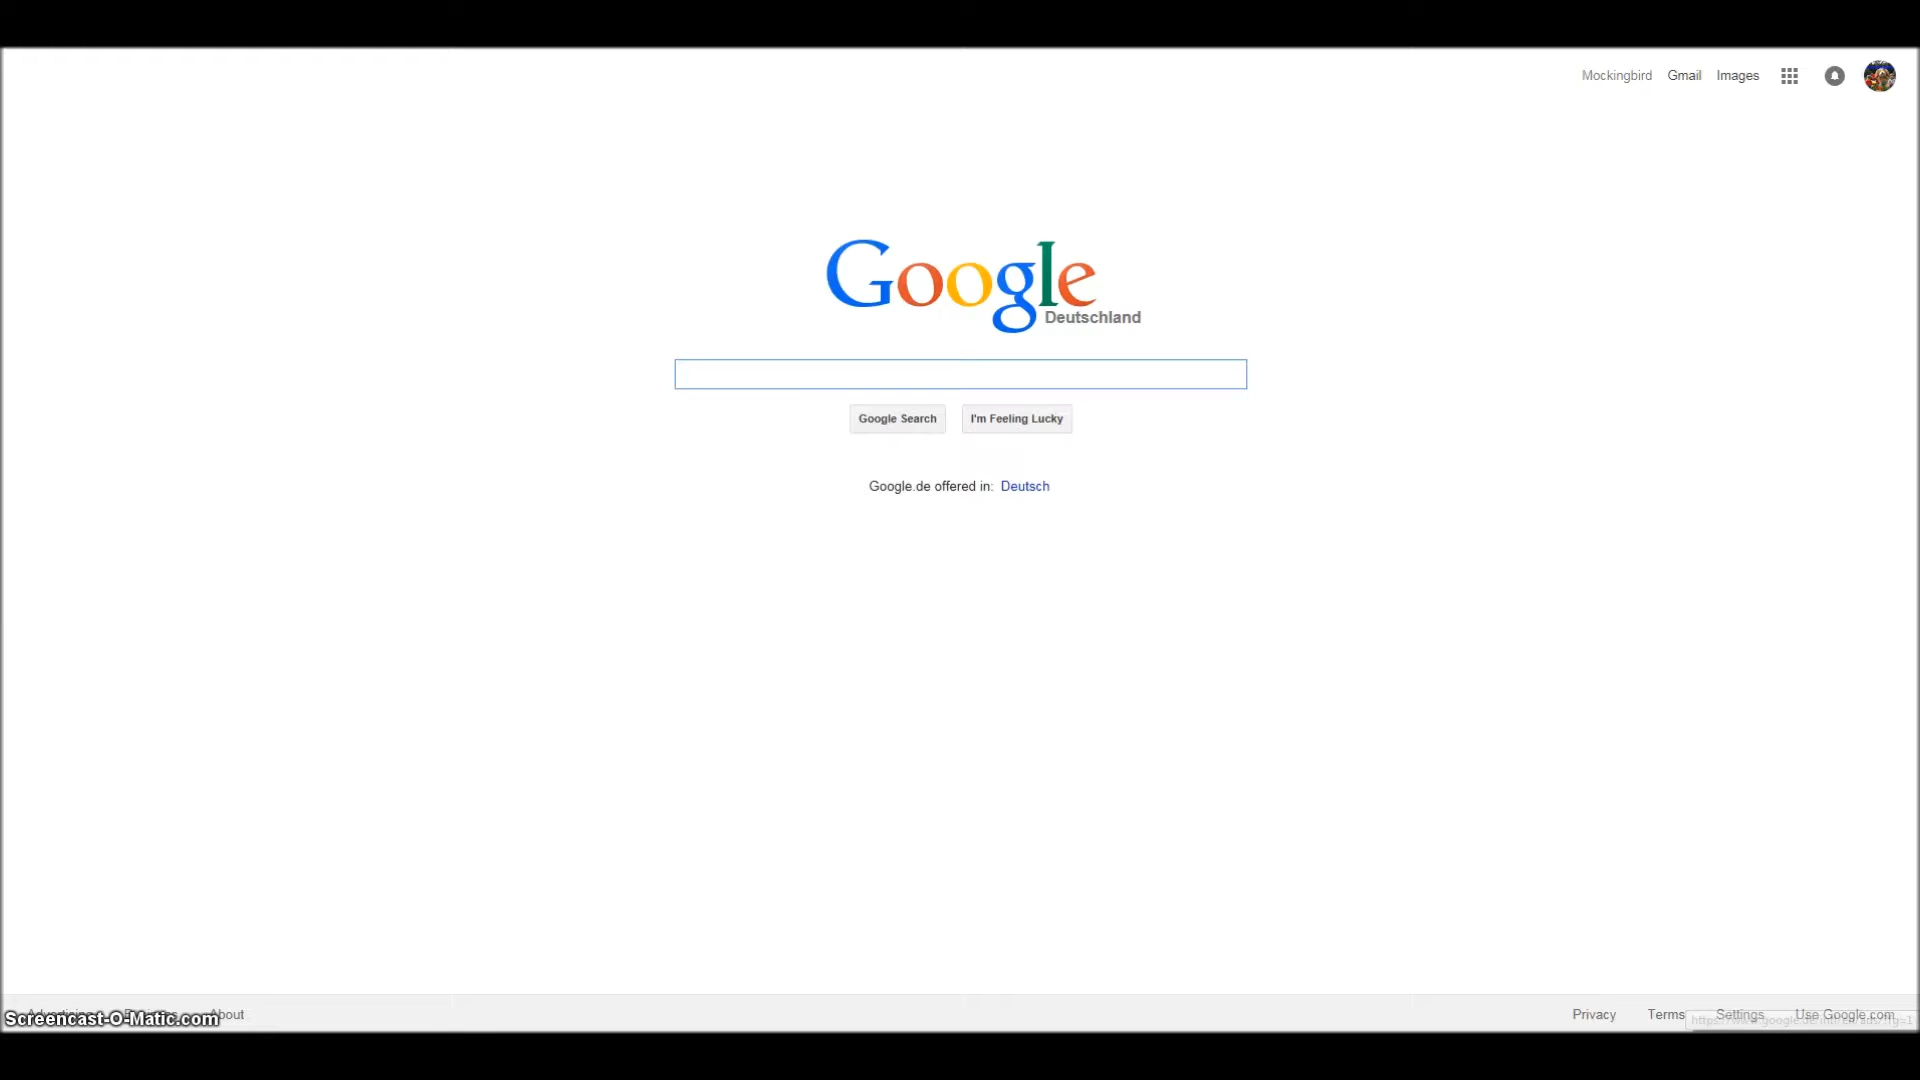 Mockingbird Gmail Images
Google
Deutschland
Google Search I'm Feeling Lucky
Google.de offered in: Deutsch
Screencast-O-Matic.com About
Privacy Terms Settings Use Google.com